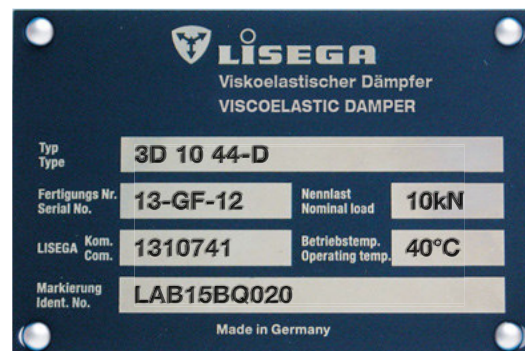 LISEGA
Viskoelastischer Dämpfer
VISCOELASTIC DAMPER
Typ
Type
3D 10 44-D
Fertigungs Nr.
Serial No.
13-GF-12
Nennlast
Nominal load
10kN
LISEGA Kom.
Com.
1310741
Betriebstemp.
Operating temp.
40°C
Markierung
Ident. No.
LAB15BQ020
Made in Germany